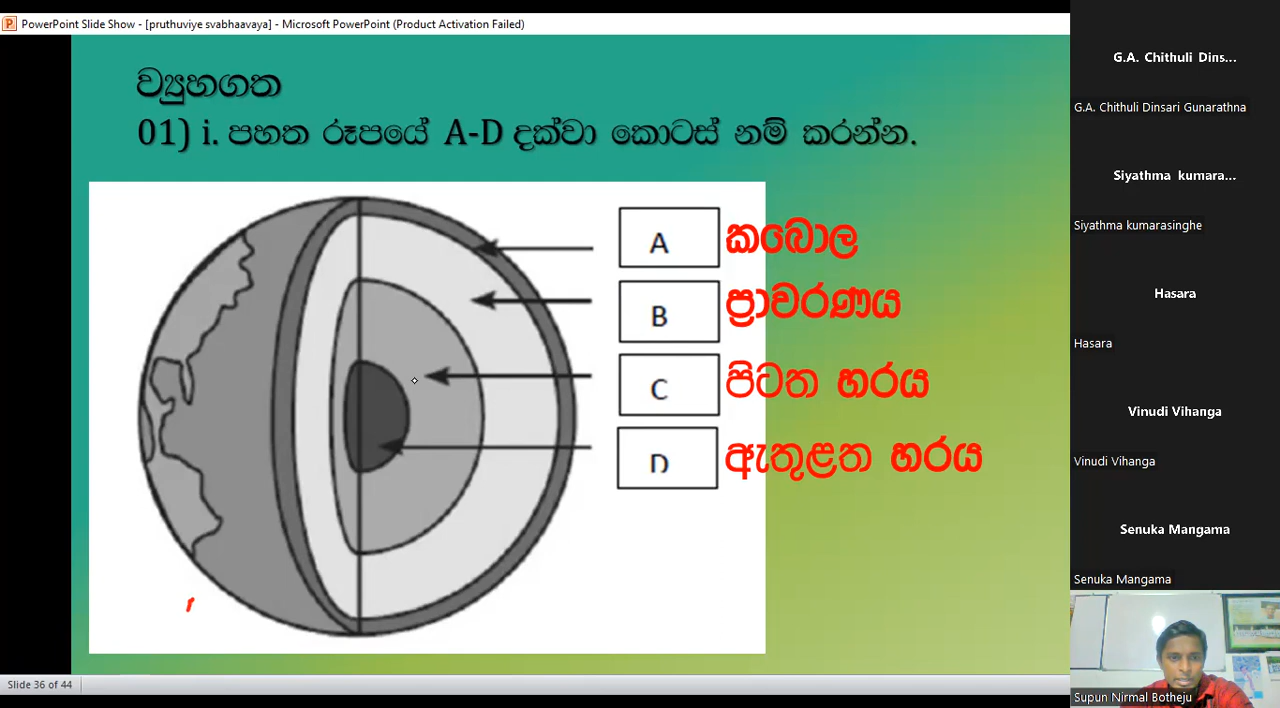 PowerPoint Slide Show - [pruthuviye svabhaavaya] - Microsoft PowerPoint (Product Activation Failed)
ව්‍යුහගත
01) i. පහත රූපයේ A-D දක්වා කොටස් නම් කරන්න.
A කබොල
B ප්‍රාවරණය
C පිටත හරය
D ඇතුළත හරය
Slide 36 of 44
G.A. Chithuli Dins...
G.A. Chithuli Dinsari Gunarathna
Siyathma kumara...
Siyathma kumarasinghe
Hasara
Hasara
Vinudi Vihanga
Vinudi Vihanga
Senuka Mangama
Senuka Mangama
Supun Nirmal Botheju